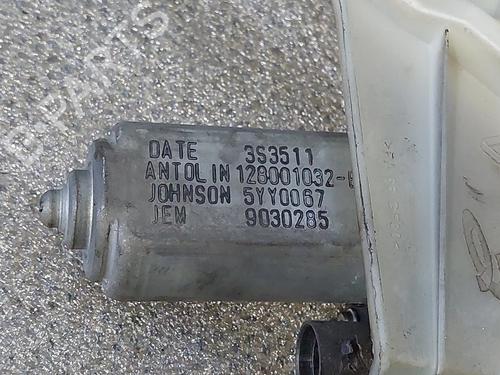 DATE 3S3511
ANTOLIN 128001032-
JOHNSON 5YY0067
JEM 9030285